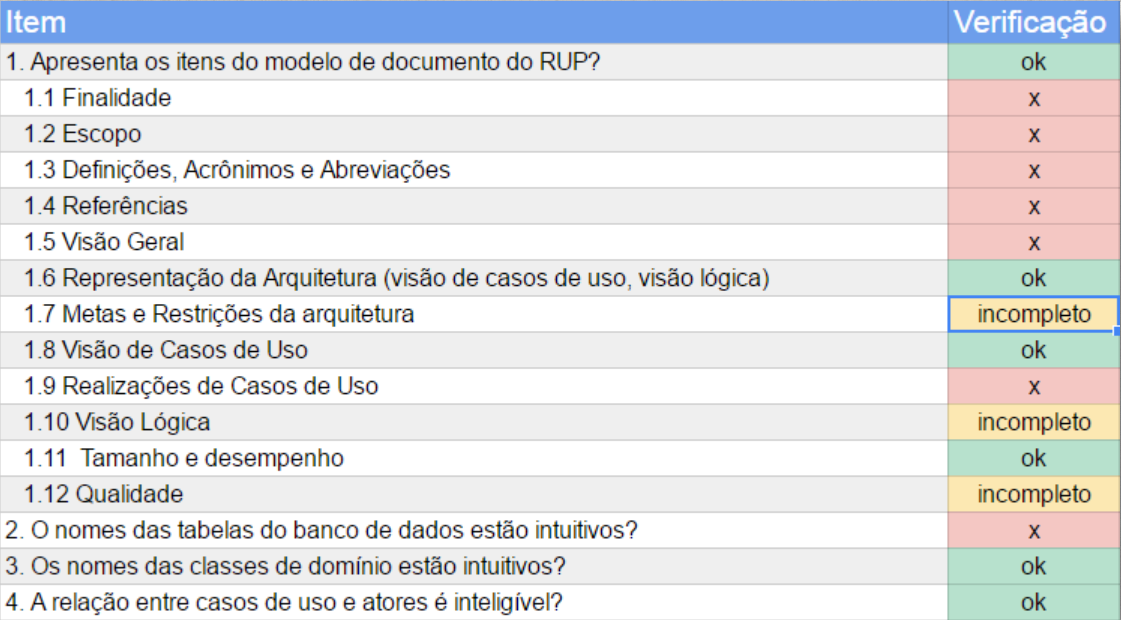 Item Verificação
1. Apresenta os itens do modelo de documento do RUP? ok
1.1 Finalidade x
1.2 Escopo x
1.3 Definições, Acrônimos e Abreviações x
1.4 Referências x
1.5 Visão Geral x
1.6 Representação da Arquitetura (visão de casos de uso, visão lógica) ok
1.7 Metas e Restrições da arquitetura incompleto
1.8 Visão de Casos de Uso ok
1.9 Realizações de Casos de Uso x
1.10 Visão Lógica incompleto
1.11 Tamanho e desempenho ok
1.12 Qualidade incompleto
2. O nomes das tabelas do banco de dados estão intuitivos? x
3. Os nomes das classes de domínio estão intuitivos? ok
4. A relação entre casos de uso e atores é inteligível? ok